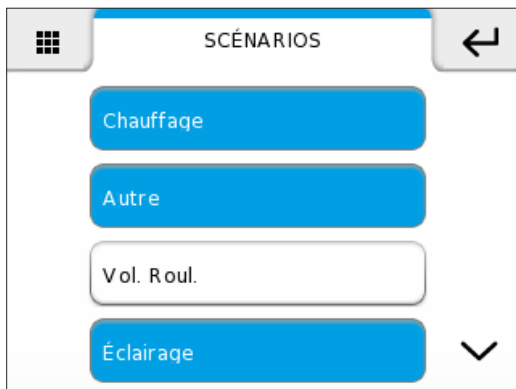 SCÉNARIOS
Chauffage
Autre
Vol. Roul.
Éclairage